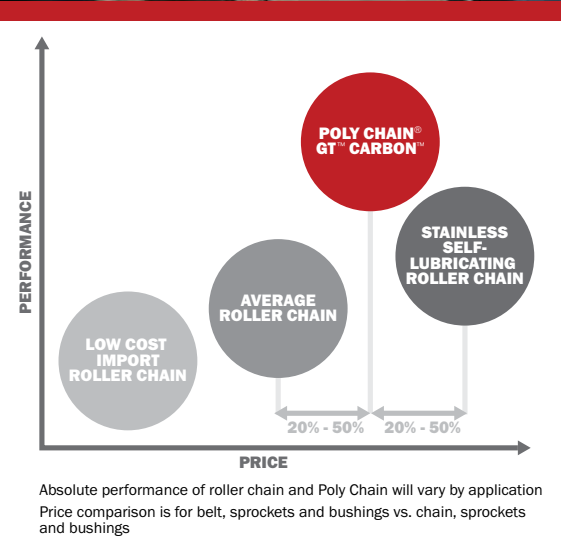 POLY CHAIN®
GT™ CARBON™
STAINLESS
SELF-
LUBRICATING
ROLLER CHAIN
PERFORMANCE
AVERAGE
ROLLER CHAIN
LOW COST
IMPORT
ROLLER CHAIN
20% - 50%
20% - 50%
PRICE
Absolute performance of roller chain and Poly Chain will vary by application
Price comparison is for belt, sprockets and bushings vs. chain, sprockets
and bushings